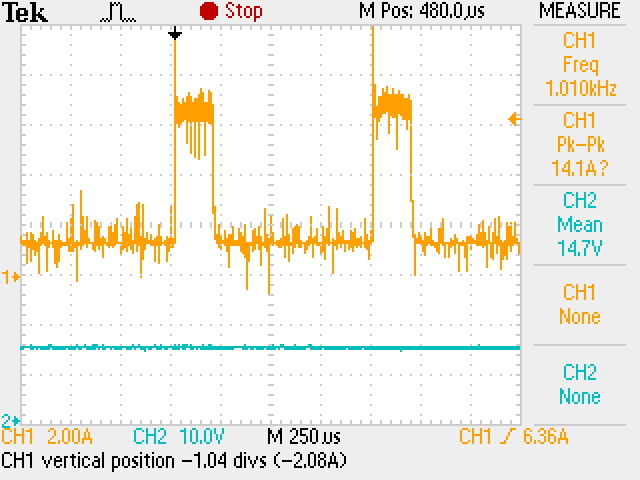 Tek Stop M Pos: 480.0µs MEASURE
CH1
Freq
1.010kHz
CH1
Pk-Pk
14.1A?
CH2
Mean
14.7V
CH1
None
CH2
None
1
2
CH1 2.00A CH2 10.0V M 250µs CH1 6.36A
CH1 vertical position -1.04 divs (-2.08A)